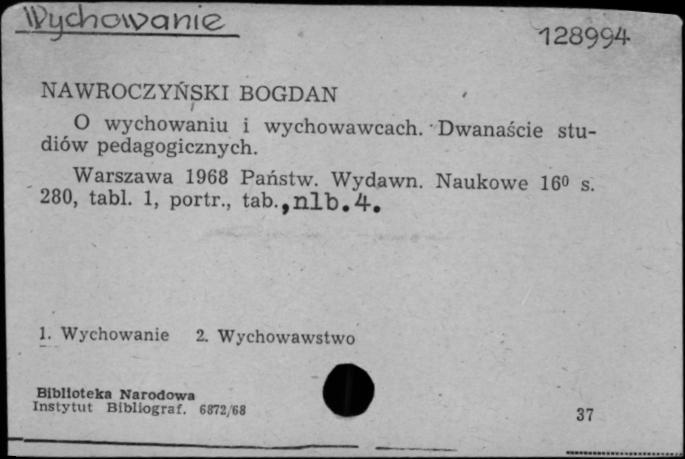 Wychowanie
128994
NAWROCZYŃSKI BOGDAN
O wychowaniu i wychowawcach. Dwanaście stu-
diów pedagogicznych.
Warszawa 1968 Państw. Wydawn. Naukowe 16⁰ s.
280, tabl. 1, portr., tab., nlb. 4.
1. Wychowanie 2. Wychowawstwo
Biblioteka Narodowa
Instytut Bibliograf. 6872/68
37